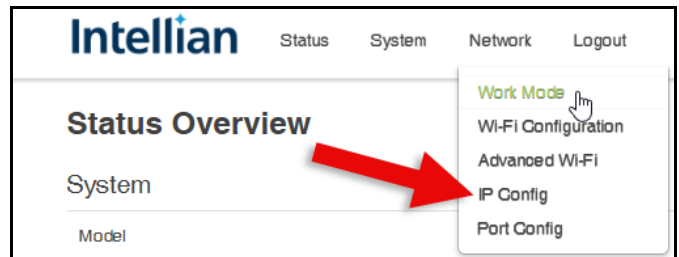 Intellian Status System Network Logout
Work Mode
Status Overview
Wi-Fi Configuration
Advanced Wi-Fi
System
IP Config
Port Config
Model